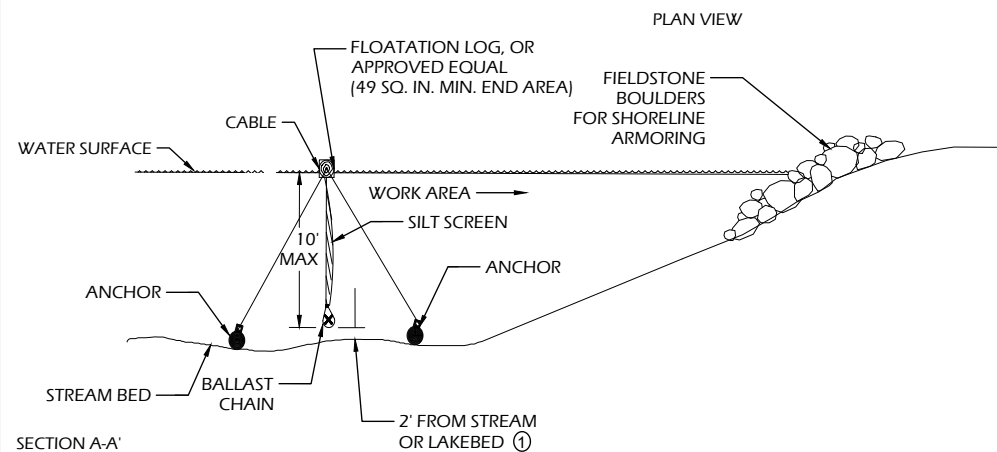 PLAN VIEW
FLOATATION LOG, OR
APPROVED EQUAL
(49 SQ. IN. MIN. END AREA)
FIELDSTONE
BOULDERS
FOR SHORELINE
ARMORING
CABLE
WATER SURFACE
WORK AREA
SILT SCREEN
10'
MAX
ANCHOR
ANCHOR
STREAM BED
BALLAST
CHAIN
2' FROM STREAM
OR LAKEBED ①
SECTION A-A'